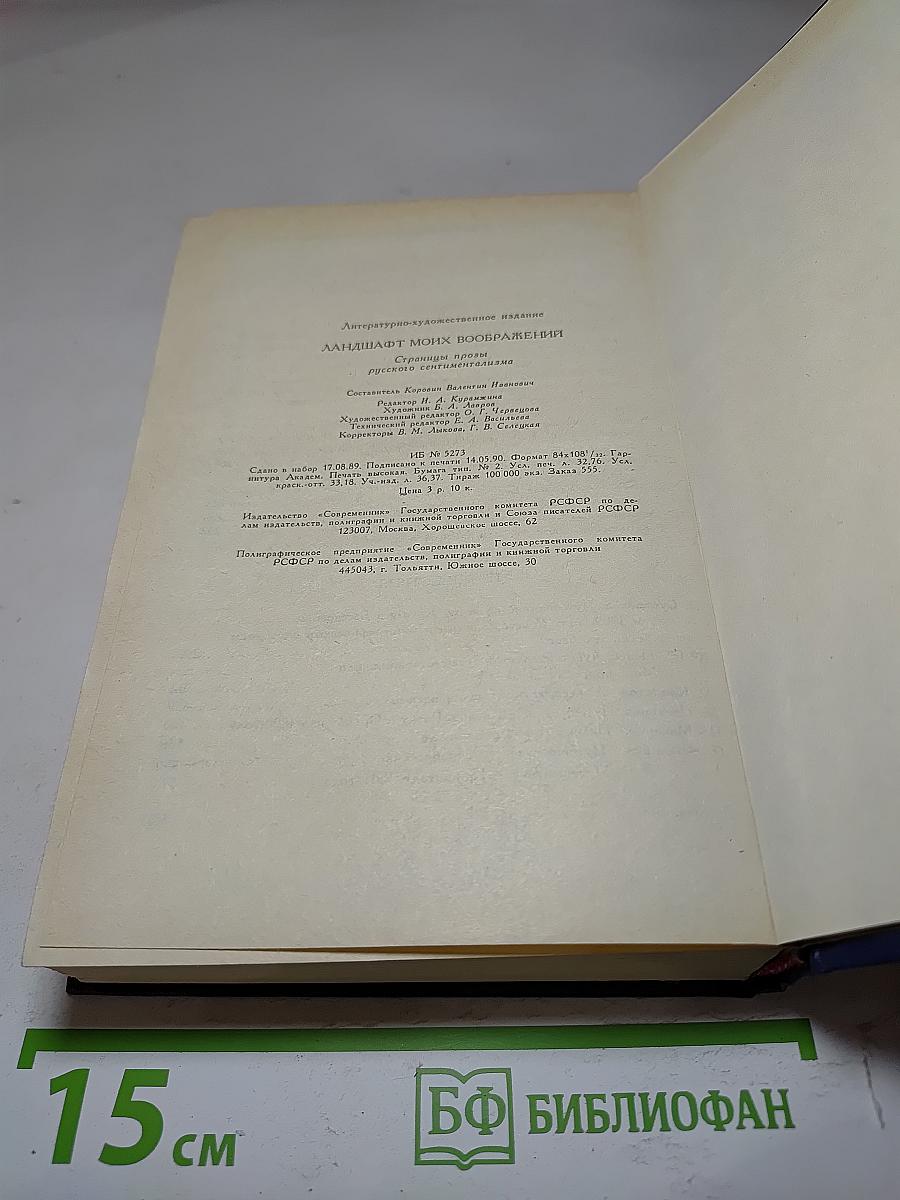 Литературно-художественное издание
ЛАНДШАФТ МОИХ ВООБРАЖЕНИЙ
Страницы прозы
русского сентиментализма
Составитель Коровин Валентин Иванович
Редактор И. А. Курамжина
Художник Б. А. Лавров
Художественный редактор О. Г. Червецова
Технический редактор Е. А. Васильева
Корректоры В. М. Лыкова, Г. В. Селецкая
ИБ № 5273
Сдано в набор 17.08.89. Подписано к печати 14.05.90. Формат 84х108¹/₃₂. Гар-
нитура Академ. Печать высокая. Бумага тип. № 2. Усл. печ. л. 32,76. Усл.
краск.-отт. 33,18. Уч.-изд. л. 36,37. Тираж 100 000 экз. Заказ 555.
Цена 3 р. 10 к.
Издательство «Современник» Государственного комитета РСФСР по де-
лам издательств, полиграфии и книжной торговли и Союза писателей РСФСР
123007, Москва, Хорошевское шоссе, 62
Полиграфическое предприятие «Современник» Государственного комитета
РСФСР по делам издательств, полиграфии и книжной торговли
445043, г. Тольятти, Южное шоссе, 30
15 см
БФ БИБЛИОФАН